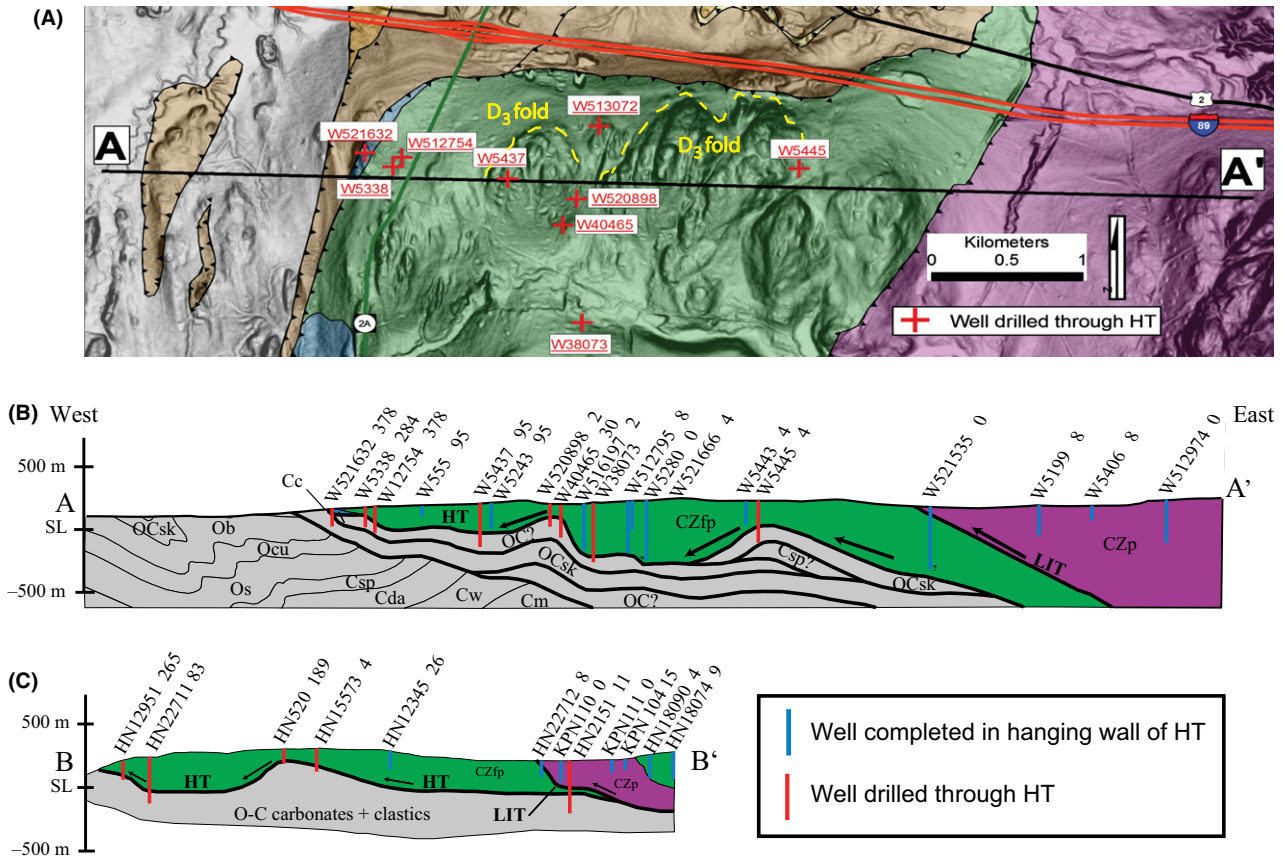 (A)
D3 fold
W513072
2
89
W521632
W512754
W5437
D3 fold
W5445
A
A'
W5338
W520898
W40465
Kilometers
0 0.5 1
2A
W38073
Well drilled through HT
(B) West
East
W521632 378
W5338 284
W12754 378
W555 95
W5437 95
W5243 95
W520898 2
W40465 30
W516197 2
W38073
W512795 8
W5280 0
W521666 4
W5443 4
W5445 4
W521535 0
W5199 8
W5406 8
W512974 0
500 m
A
A’
Cc
SL
OCsk
Ob
HT
CZfp
CZp
OC?
LIT
Ocu
OCsk
Csp?
Os
Csp
OCsk
Cda
Cw
Cm
OC?
–500 m
(C)
HN12951 265
HN22711 83
HN520 189
HN15573 4
HN12345 26
HN22712 8
KPN110 0
HN2151 11
KPN111 0
KPN 104 15
HN18090 4
HN18074 9
500 m
B
B‘
HT
HT
CZfp
CZp
SL
O-C carbonates + clastics
LIT
–500 m
Well completed in hanging wall of HT
Well drilled through HT